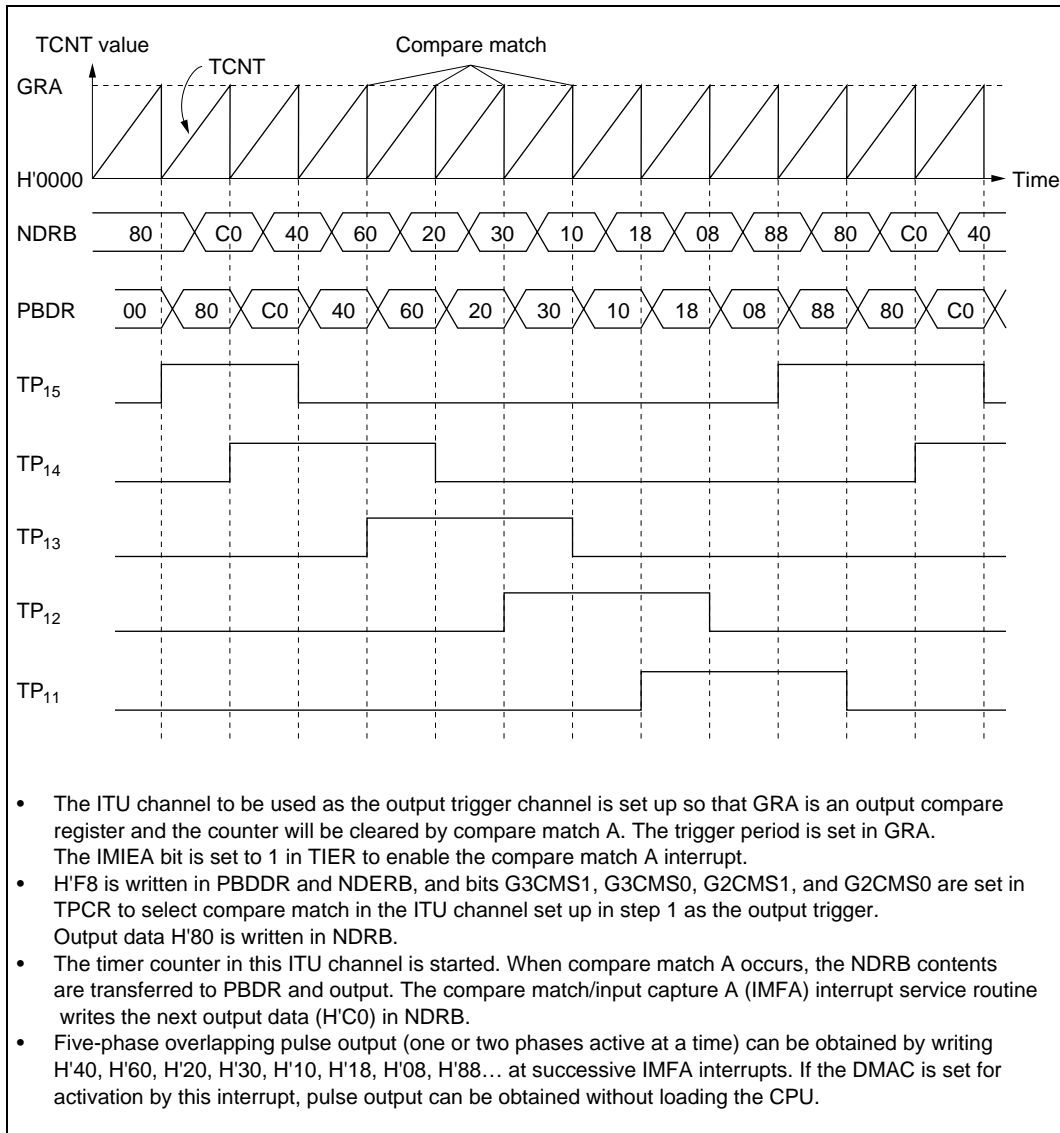 TCNT value
Compare match
TCNT
GRA
H'0000
Time
NDRB 80 C0 40 60 20 30 10 18 08 88 80 C0 40
PBDR 00 80 C0 40 60 20 30 10 18 08 88 80 C0
TP15
TP14
TP13
TP12
TP11
• The ITU channel to be used as the output trigger channel is set up so that GRA is an output compare
register and the counter will be cleared by compare match A. The trigger period is set in GRA.
The IMIEA bit is set to 1 in TIER to enable the compare match A interrupt.
• H'F8 is written in PBDDR and NDERB, and bits G3CMS1, G3CMS0, G2CMS1, and G2CMS0 are set in
TPCR to select compare match in the ITU channel set up in step 1 as the output trigger.
Output data H'80 is written in NDRB.
• The timer counter in this ITU channel is started. When compare match A occurs, the NDRB contents
are transferred to PBDR and output. The compare match/input capture A (IMFA) interrupt service routine
writes the next output data (H'C0) in NDRB.
• Five-phase overlapping pulse output (one or two phases active at a time) can be obtained by writing
H'40, H'60, H'20, H'30, H'10, H'18, H'08, H'88… at successive IMFA interrupts. If the DMAC is set for
activation by this interrupt, pulse output can be obtained without loading the CPU.